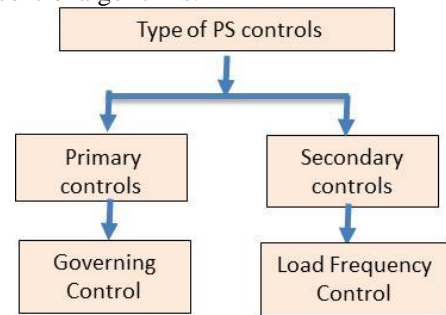 Type of PS controls
Primary
controls
Secondary
controls
Governing
Control
Load Frequency
Control